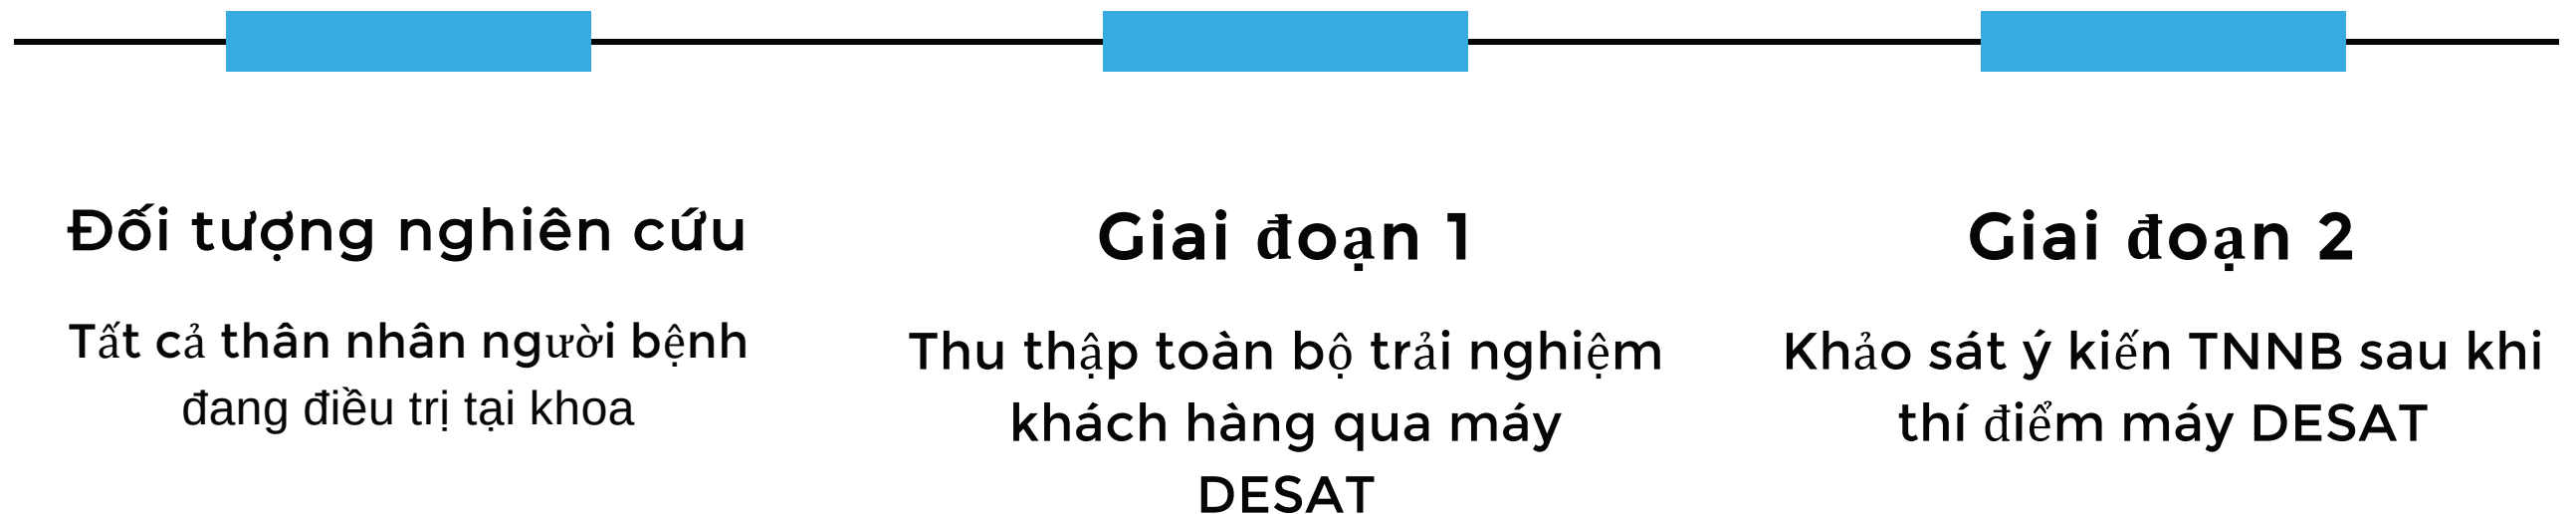 Đối tượng nghiên cứu
Tất cả thân nhân người bệnh
đang điều trị tại khoa
Giai đoạn 1
Thu thập toàn bộ trải nghiệm
khách hàng qua máy
DESAT
Giai đoạn 2
Khảo sát ý kiến TNNB sau khi
thí điểm máy DESAT